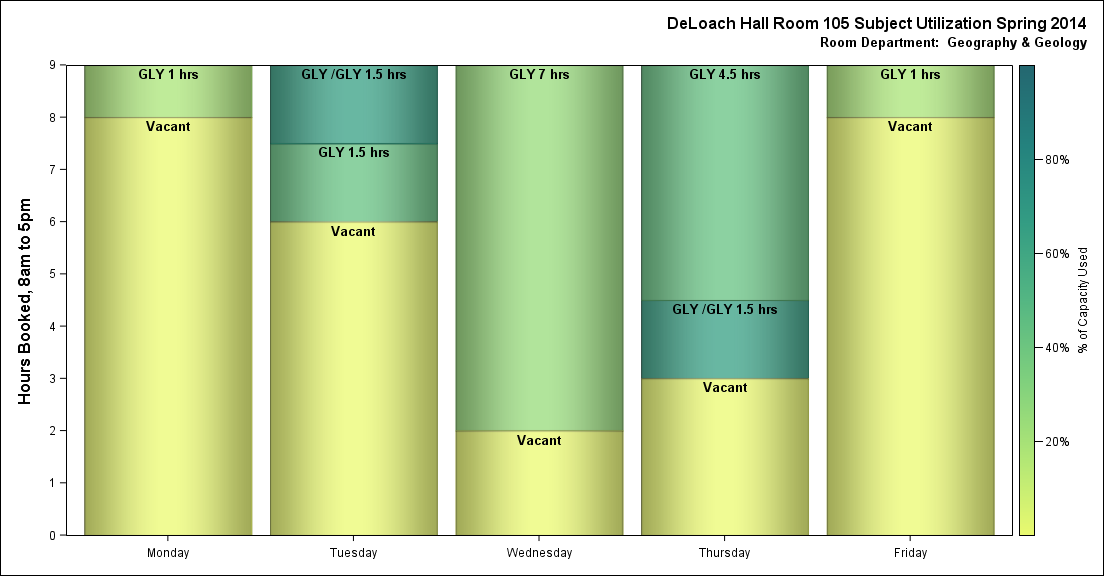 DeLoach Hall Room 105 Subject Utilization Spring 2014
Room Department:  Geography & Geology
Hours Booked, 8am to 5pm
9
8
7
6
5
4
3
2
1
0
GLY 1 hrs
Vacant
GLY /GLY 1.5 hrs
GLY 1.5 hrs
Vacant
GLY 7 hrs
Vacant
GLY 4.5 hrs
GLY /GLY 1.5 hrs
Vacant
GLY 1 hrs
Vacant
Monday
Tuesday
Wednesday
Thursday
Friday
80%
60%
40%
20%
% of Capacity Used